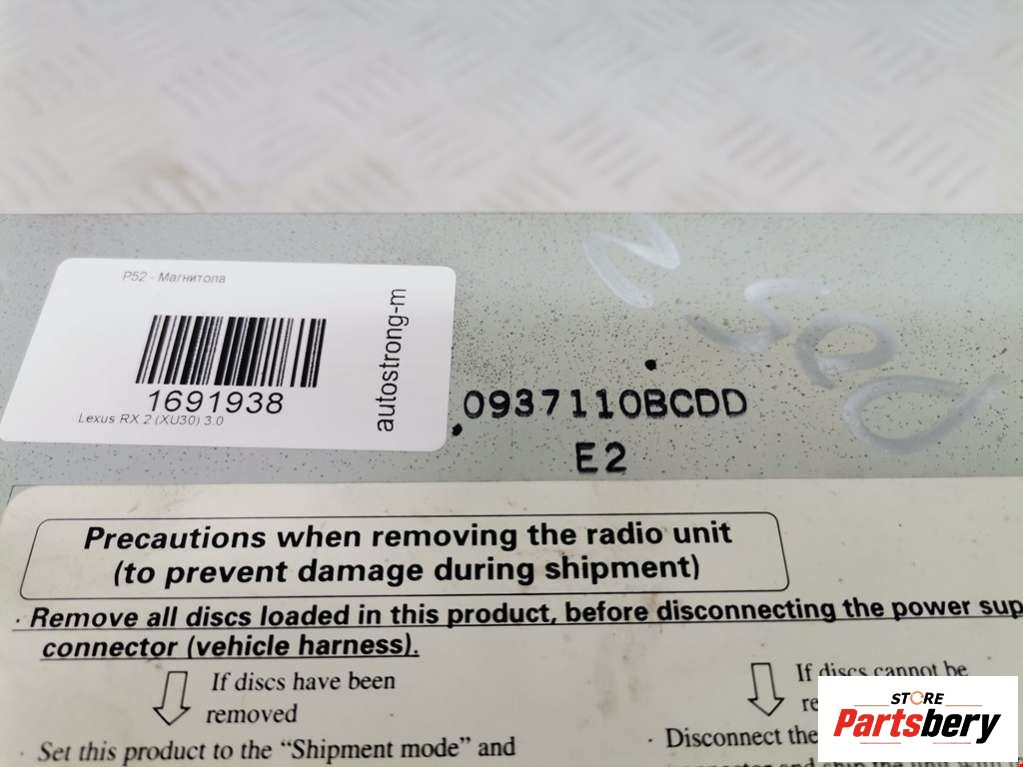 P52 - Магнитола
autostrong-m
1691938
Lexus RX 2 (XU30) 3.0
0937110BCDD
E2
Precautions when removing the radio unit
(to prevent damage during shipment)
· Remove all discs loaded in this product, before disconnecting the power sup
connector (vehicle harness).
If discs have been
removed
· Set this product to the “Shipment mode” and
If discs cannot be
re
· Disconnect the
STORE
Partsbery